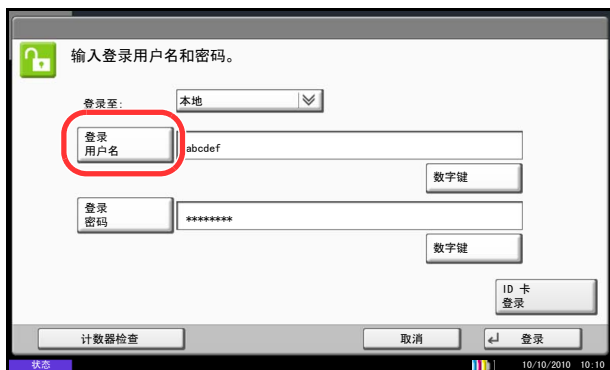 输入登录用户名和密码。
登录至:
本地
登录
用户名
abcdef
数字键
登录
密码
********
数字键
ID 卡
登录
计数器检查
取消
登录
状态
10/10/2010 10:10